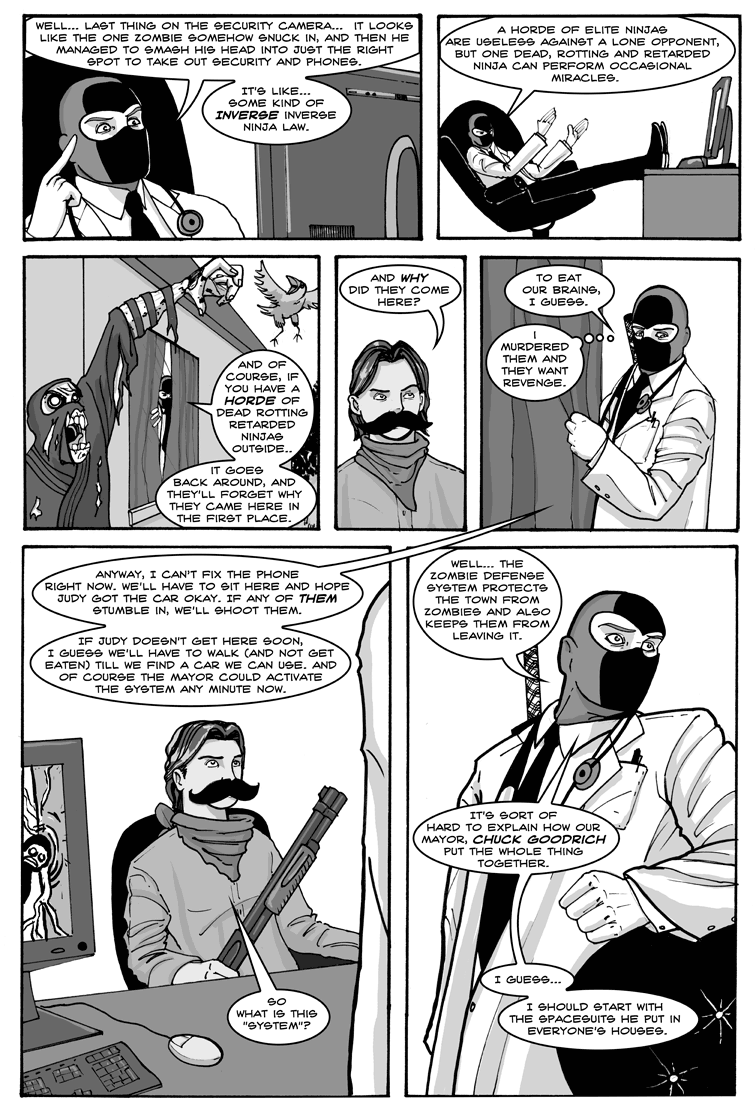 WELL... LAST THING ON THE SECURITY CAMERA... IT LOOKS
LIKE THE ONE ZOMBIE SOMEHOW SNUCK IN, AND THEN HE
MANAGED TO SMASH HIS HEAD INTO JUST THE RIGHT
SPOT TO TAKE OUT SECURITY AND PHONES.
IT'S LIKE...
SOME KIND OF
INVERSE INVERSE
NINJA LAW.
A HORDE OF ELITE NINJAS
ARE USELESS AGAINST A LONE OPPONENT,
BUT ONE DEAD, ROTTING AND RETARDED
NINJA CAN PERFORM OCCASIONAL
MIRACLES.
AND OF
COURSE, IF
YOU HAVE A
HORDE OF
DEAD ROTTING
RETARDED
NINJAS
OUTSIDE..
IT GOES
BACK AROUND, AND
THEY'LL FORGET WHY
THEY CAME HERE IN
THE FIRST PLACE.
AND WHY
DID THEY COME
HERE?
TO EAT
OUR BRAINS,
I GUESS.
I
MURDERED
THEM AND
THEY WANT
REVENGE.
ANYWAY, I CAN'T FIX THE PHONE
RIGHT NOW. WE'LL HAVE TO SIT HERE AND HOPE
JUDY GOT THE CAR OKAY. IF ANY OF THEM
STUMBLE IN, WE'LL SHOOT THEM.
IF JUDY DOESN'T GET HERE SOON,
I GUESS WE'LL HAVE TO WALK (AND NOT GET
EATEN) TILL WE FIND A CAR WE CAN USE. AND
OF COURSE THE MAYOR COULD ACTIVATE
THE SYSTEM ANY MINUTE NOW.
SO
WHAT IS THIS
"SYSTEM"?
WELL... THE
ZOMBIE DEFENSE
SYSTEM PROTECTS
THE TOWN FROM
ZOMBIES AND ALSO
KEEPS THEM FROM
LEAVING IT.
IT'S SORT OF
HARD TO EXPLAIN HOW OUR
MAYOR, CHUCK GOODRICH
PUT THE WHOLE THING
TOGETHER.
I GUESS...
I SHOULD START WITH
THE SPACESUITS HE PUT IN
EVERYONE'S HOUSES.